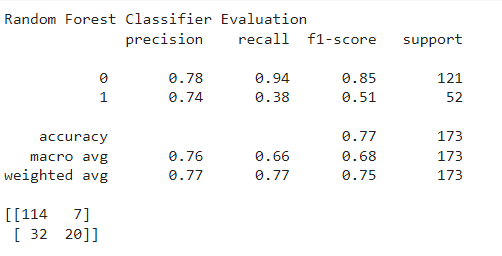 Random Forest Classifier Evaluation
precision recall f1-score support
0 0.78 0.94 0.85 121
1 0.74 0.38 0.51 52
accuracy 0.77 173
macro avg 0.76 0.66 0.68 173
weighted avg 0.77 0.77 0.75 173
[[114 7]
[ 32 20]]